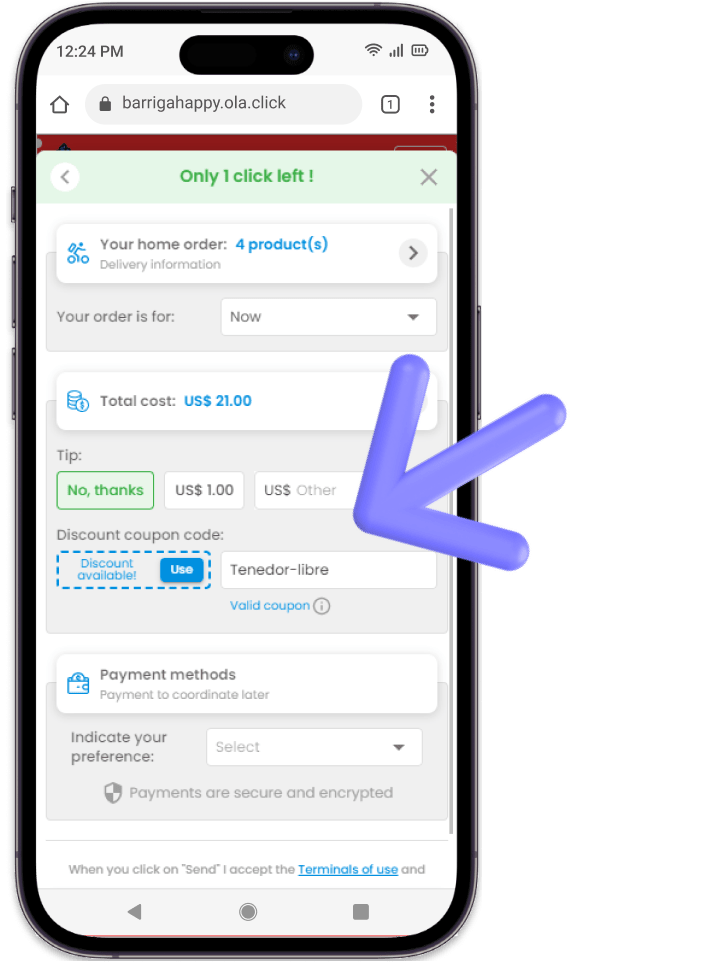 12:24 PM
barrigahappy.ola.click
1
Only 1 click left !
Your home order: 4 product(s)
Delivery information
Your order is for:
Now
Total cost: US$ 21.00
Tip:
No, thanks
US$ 1.00
US$ Other
Discount coupon code:
Discount
available!
Use
Tenedor-libre
Valid coupon
Payment methods
Payment to coordinate later
Indicate your
preference:
Select
Payments are secure and encrypted
When you click on "Send" I accept the Terminals of use and